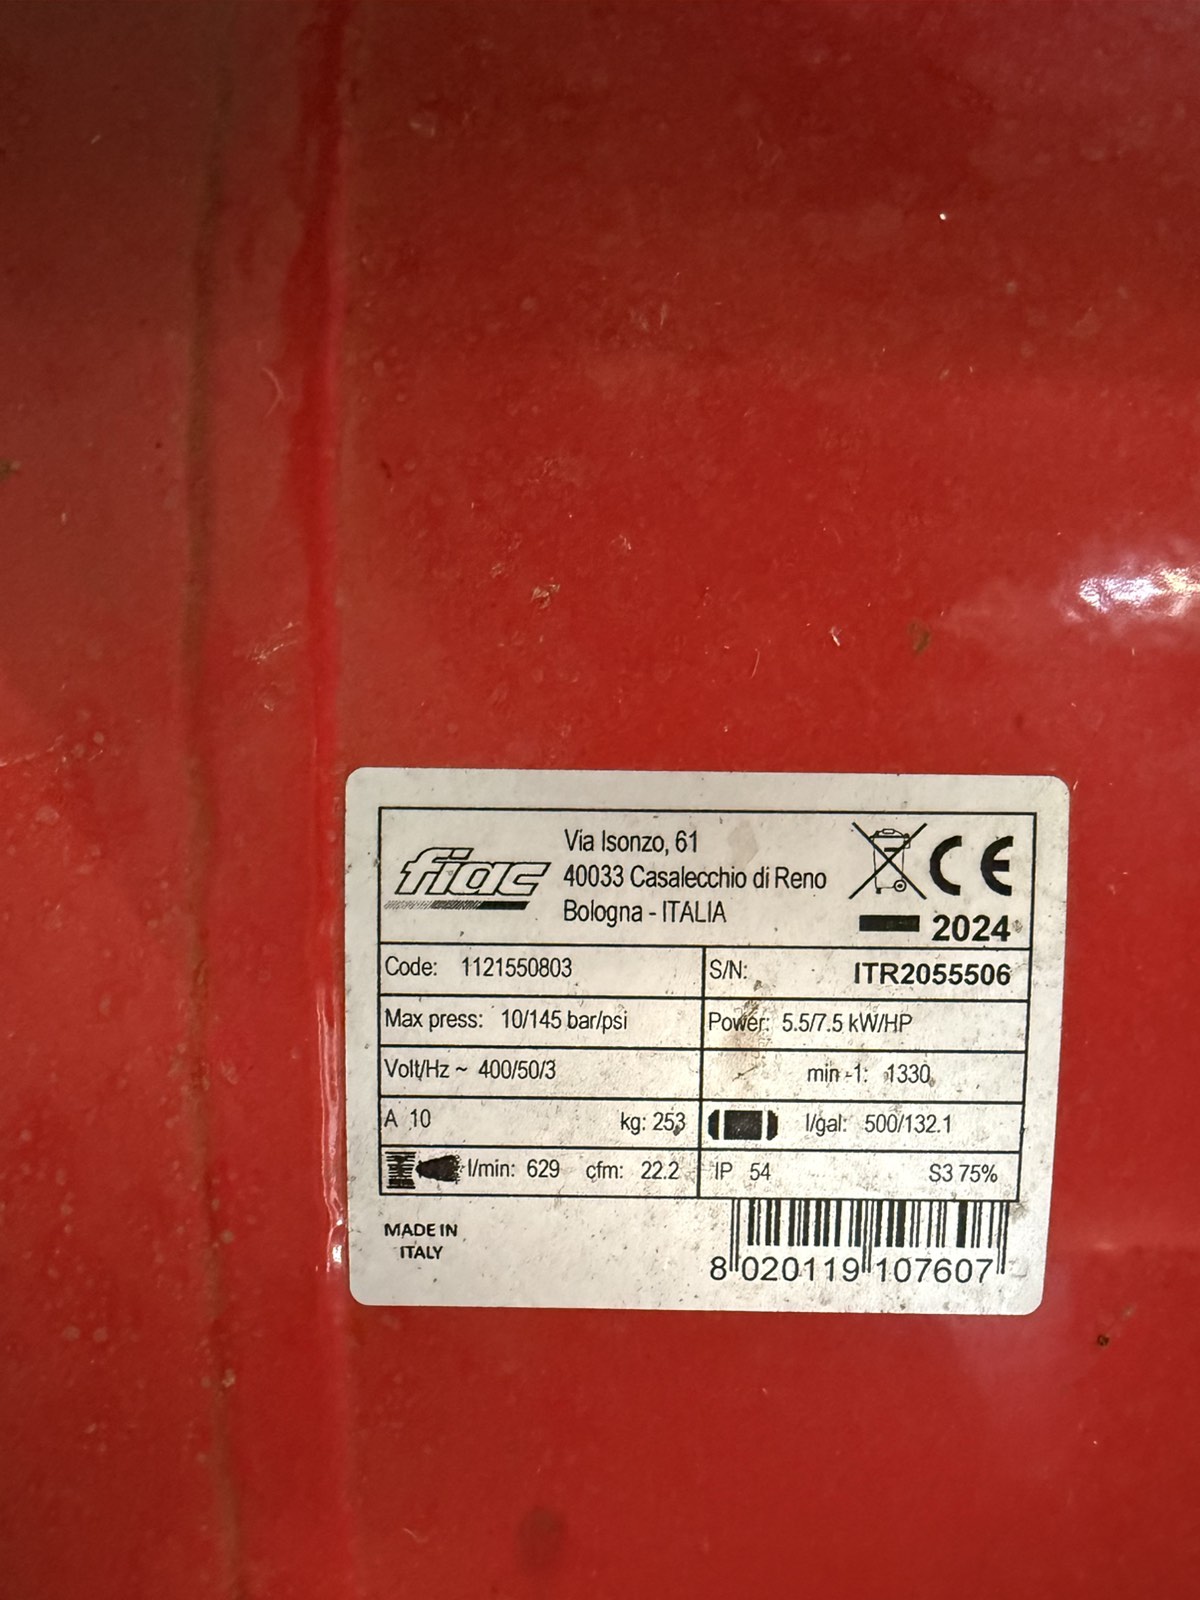 fiac
Via Isonzo, 61
40033 Casalecchio di Reno
Bologna - ITALIA
CE
2024
Code: 1121550803
S/N: ITR2055506
Max press: 10/145 bar/psi
Power: 5.5/7.5 kW/HP
Volt/Hz ~ 400/50/3
min -1: 1330
A 10 kg: 253
l/gal: 500/132.1
l/min: 629 cfm: 22.2
IP 54 S3 75%
MADE IN
ITALY
8 020119 107607